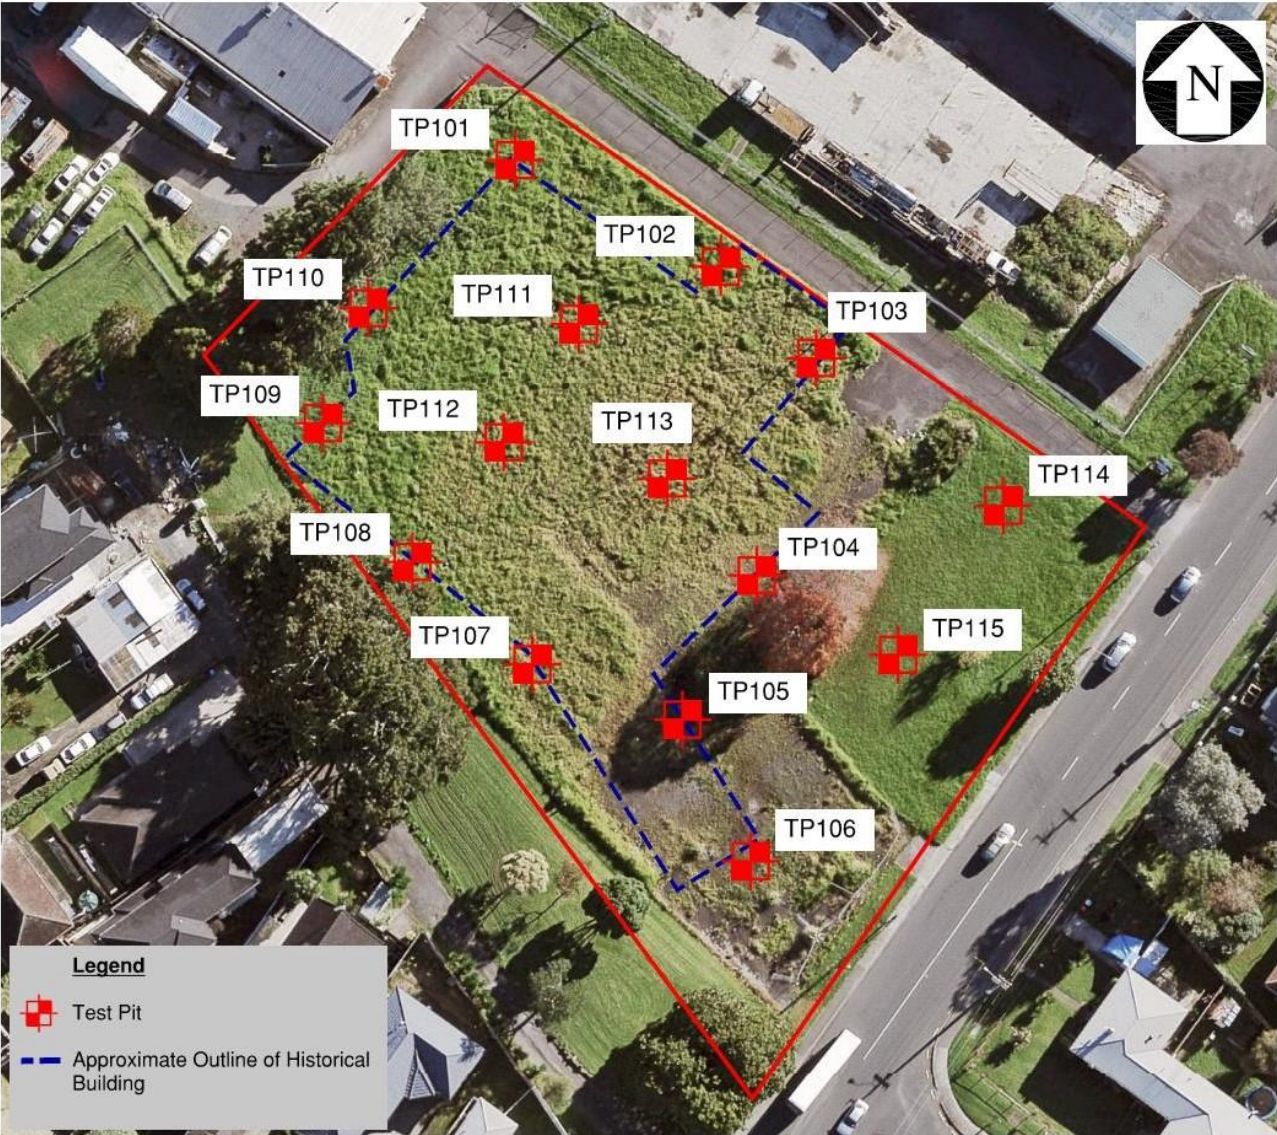 N
TP101
TP102
TP110
TP111
TP103
TP109
TP112
TP113
TP114
TP108
TP104
TP107
TP115
TP105
TP106
Legend
Test Pit
Approximate Outline of Historical
Building